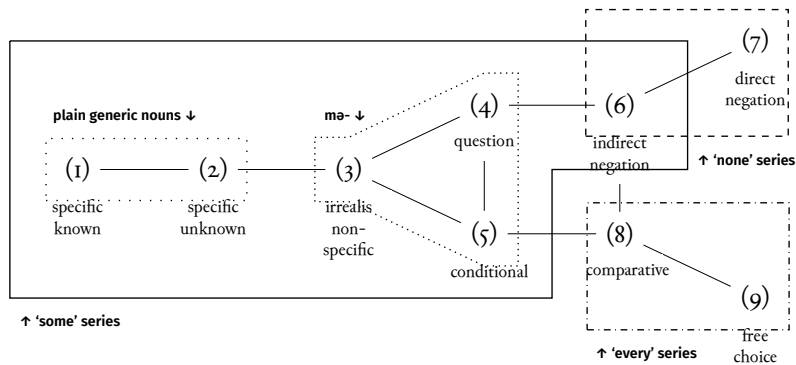 (7)
direct
negation
plain generic nouns ↓
mə- ↓
(4)
question
(6)
indirect
negation
↑ ‘none’ series
(1)
specific
known
(2)
specific
unknown
(3)
irrealis
non-
specific
(5)
conditional
(8)
comparative
(9)
free
choice
↑ ‘some’ series
↑ ‘every’ series